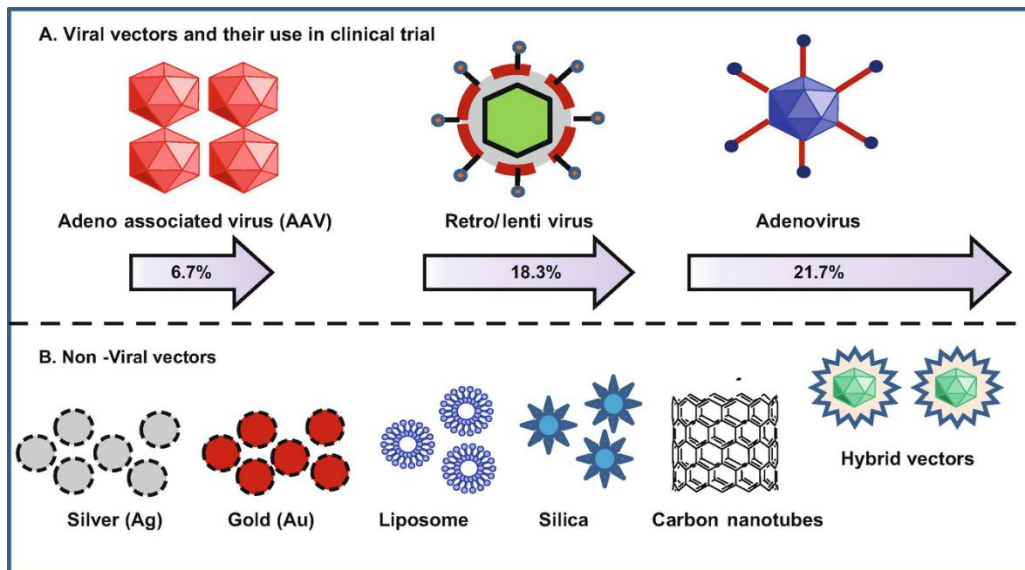 A. Viral vectors and their use in clinical trial
Adeno associated virus (AAV)
Retro/lenti virus
Adenovirus
6.7%
18.3%
21.7%
B. Non -Viral vectors
Hybrid vectors
Silver (Ag)
Gold (Au)
Liposome
Silica
Carbon nanotubes